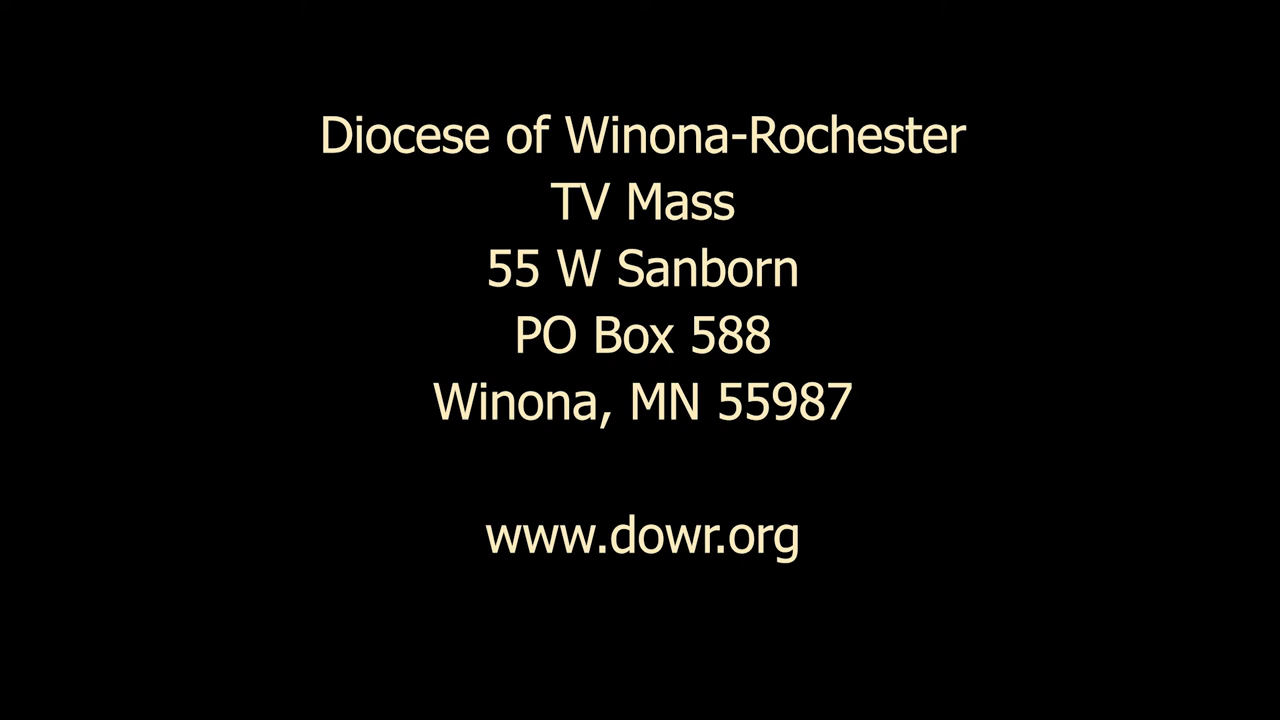 Diocese of Winona-Rochester
TV Mass
55 W Sanborn
PO Box 588
Winona, MN 55987
www.dowr.org